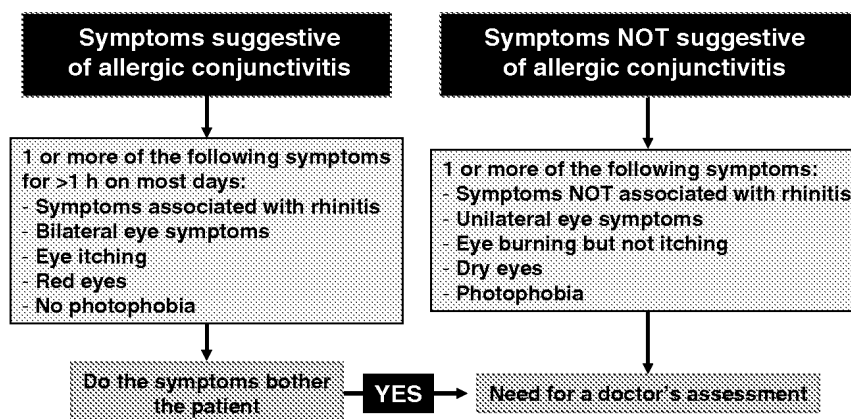 Symptoms suggestive
of allergic conjunctivitis
1 or more of the following symptoms
for >1 h on most days:
- Symptoms associated with rhinitis
- Bilateral eye symptoms
- Eye itching
- Red eyes
- No photophobia
Do the symptoms bother
the patient
YES
Symptoms NOT suggestive
of allergic conjunctivitis
1 or more of the following symptoms:
- Symptoms NOT associated with rhinitis
- Unilateral eye symptoms
- Eye burning but not itching
- Dry eyes
- Photophobia
Need for a doctor's assessment